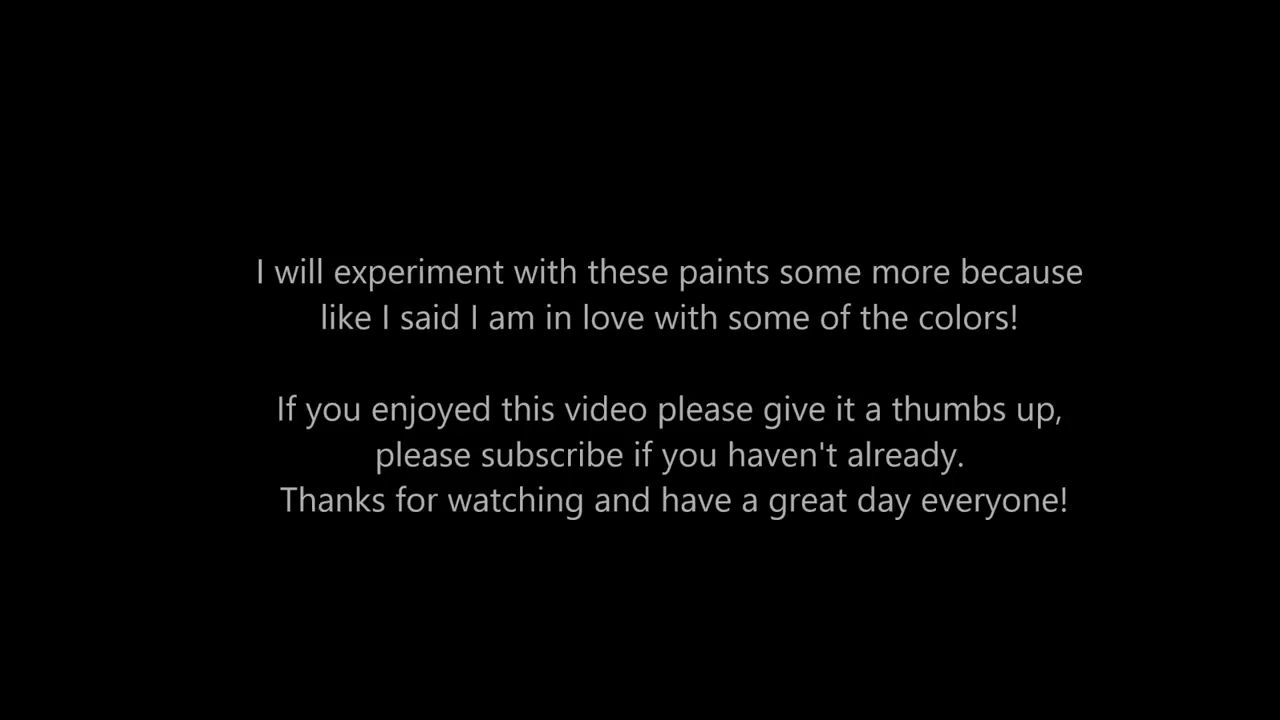 I will experiment with these paints some more because
like I said I am in love with some of the colors!
If you enjoyed this video please give it a thumbs up,
please subscribe if you haven't already.
Thanks for watching and have a great day everyone!